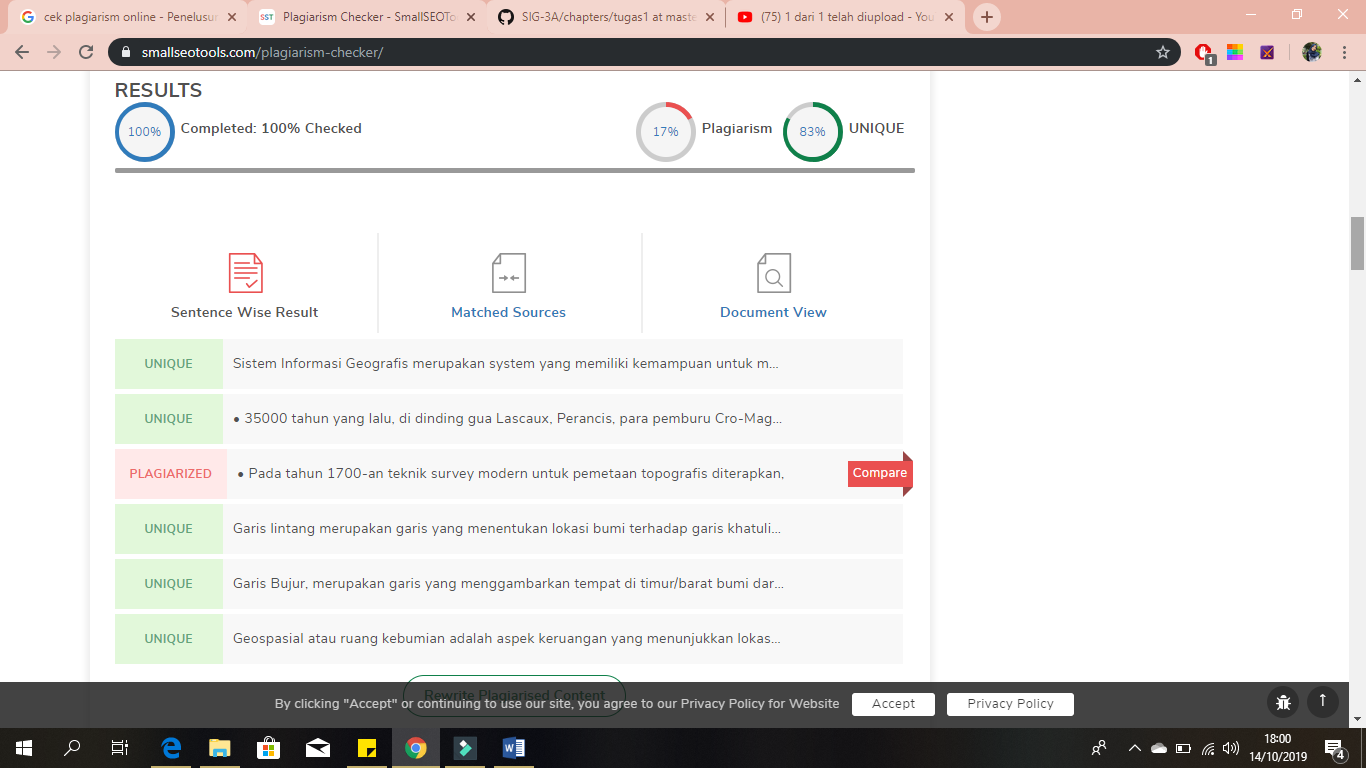 cek plagiarism online - Penelusur
Plagiarism Checker - SmallSEOTo
SIG-3A/chapters/tugas1 at maste
(75) 1 dari 1 telah diupload - You
smallseotools.com/plagiarism-checker/
1
RESULTS
100%
Completed: 100% Checked
17%
Plagiarism
83%
UNIQUE
Sentence Wise Result
Matched Sources
Document View
UNIQUE
Sistem Informasi Geografis merupakan system yang memiliki kemampuan untuk m...
UNIQUE
• 35000 tahun yang lalu, di dinding gua Lascaux, Perancis, para pemburu Cro-Mag...
PLAGIARIZED
• Pada tahun 1700-an teknik survey modern untuk pemetaan topografis diterapkan,
Compare
UNIQUE
Garis lintang merupakan garis yang menentukan lokasi bumi terhadap garis khatuli...
UNIQUE
Garis Bujur, merupakan garis yang menggambarkan tempat di timur/barat bumi dar...
UNIQUE
Geospasial atau ruang kebumian adalah aspek keruangan yang menunjukkan lokas...
Rewrite Plagiarised Content
By clicking "Accept" or continuing to use our site, you agree to our Privacy Policy for Website
Accept
Privacy Policy
18:00
14/10/2019
4